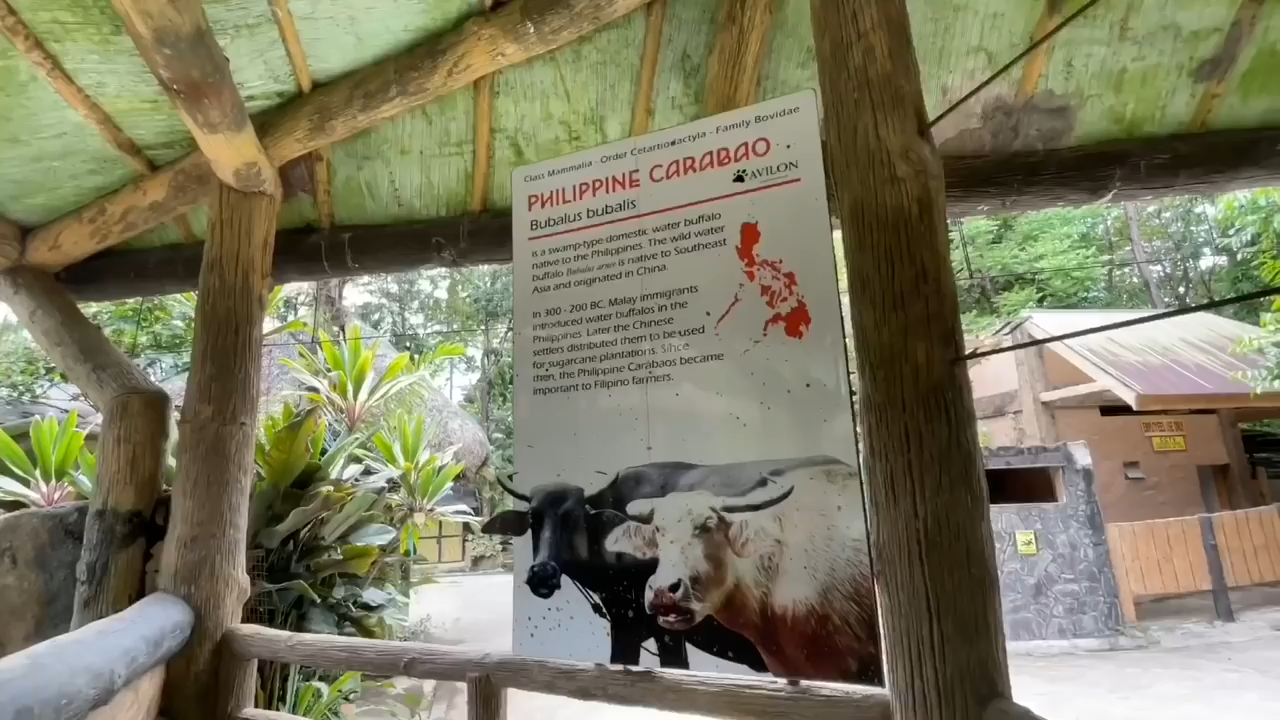 Class Mammalia - Order Cetartiodactyla - Family Bovidae
PHILIPPINE CARABAO
AVILON
Bubalus bubalis
is a swamp-type domestic water buffalo
native to the Philippines. The wild water
buffalo Bubalus arnee is native to Southeast
Asia and originated in China.
In 300 - 200 BC, Malay immigrants
introduced water buffalos in the
Philippines. Later the Chinese
settlers distributed them to be used
for sugarcane plantations. Since
then, the Philippine Carabaos became
important to Filipino farmers.
EMPLOYEES USE ONLY